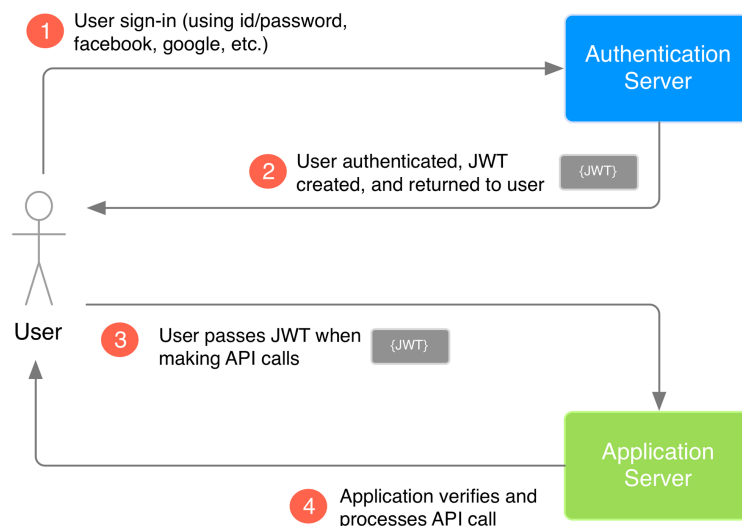 1
User sign-in (using id/password,
facebook, google, etc.)
Authentication
Server
2
User authenticated, JWT
created, and returned to user
{JWT}
User
3
User passes JWT when
making API calls
{JWT}
Application
Server
4
Application verifies and
processes API call